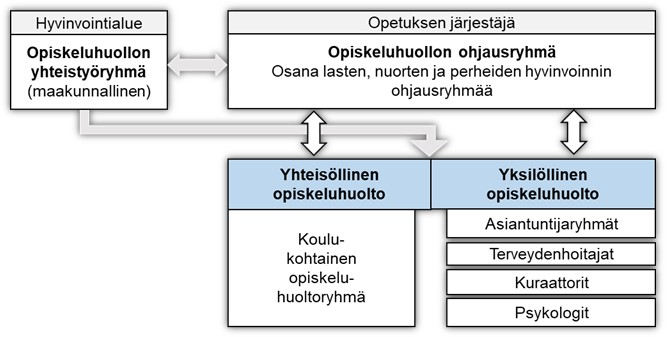 Hyvinvointialue
Opiskeluhuollon
yhteistyöryhmä
(maakunnallinen)
Opetuksen järjestäjä
Opiskeluhuollon ohjausryhmä
Osana lasten, nuorten ja perheiden hyvinvoinnin
ohjausryhmää
Yhteisöllinen
opiskeluhuolto
Koulu-
kohtainen
opiskelu-
huoltoryhmä
Yksilöllinen
opiskeluhuolto
Asiantuntijaryhmät
Terveydenhoitajat
Kuraattorit
Psykologit